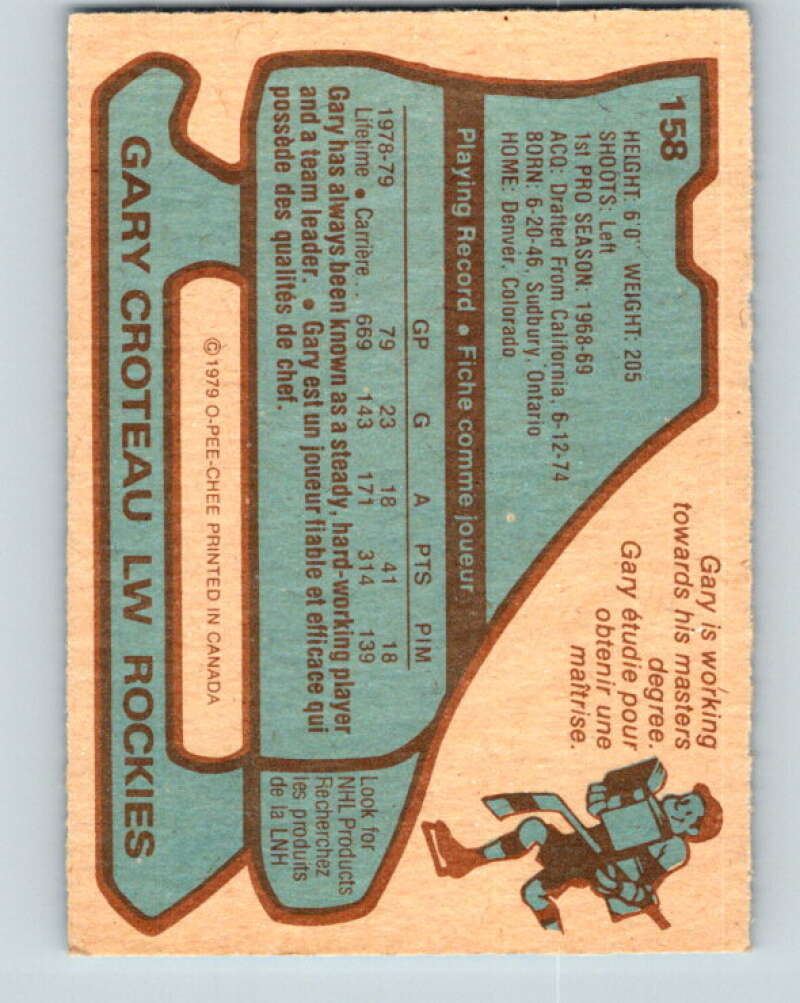 158
HEIGHT: 6'0" WEIGHT: 205
SHOOTS: Left
1st PRO SEASON: 1968-69
ACQ: Drafted From California, 6-12-74
BORN: 6-20-46, Sudbury, Ontario
HOME: Denver, Colorado
Gary is working
towards his masters
degree.
Gary étudie pour
obtenir une
maîtrise.
Playing Record • Fiche comme joueur
GP G A PTS PIM
1978-79 79 23 18 41 18
Lifetime • Carrière . . 669 143 171 314 139
Gary has always been known as a steady, hard-working player
and a team leader. • Gary est un joueur fiable et efficace qui
possède des qualités de chef.
Look for
NHL Products
Recherchez
les produits
de la LNH
©1979 O-PEE-CHEE PRINTED IN CANADA
GARY CROTEAU LW ROCKIES